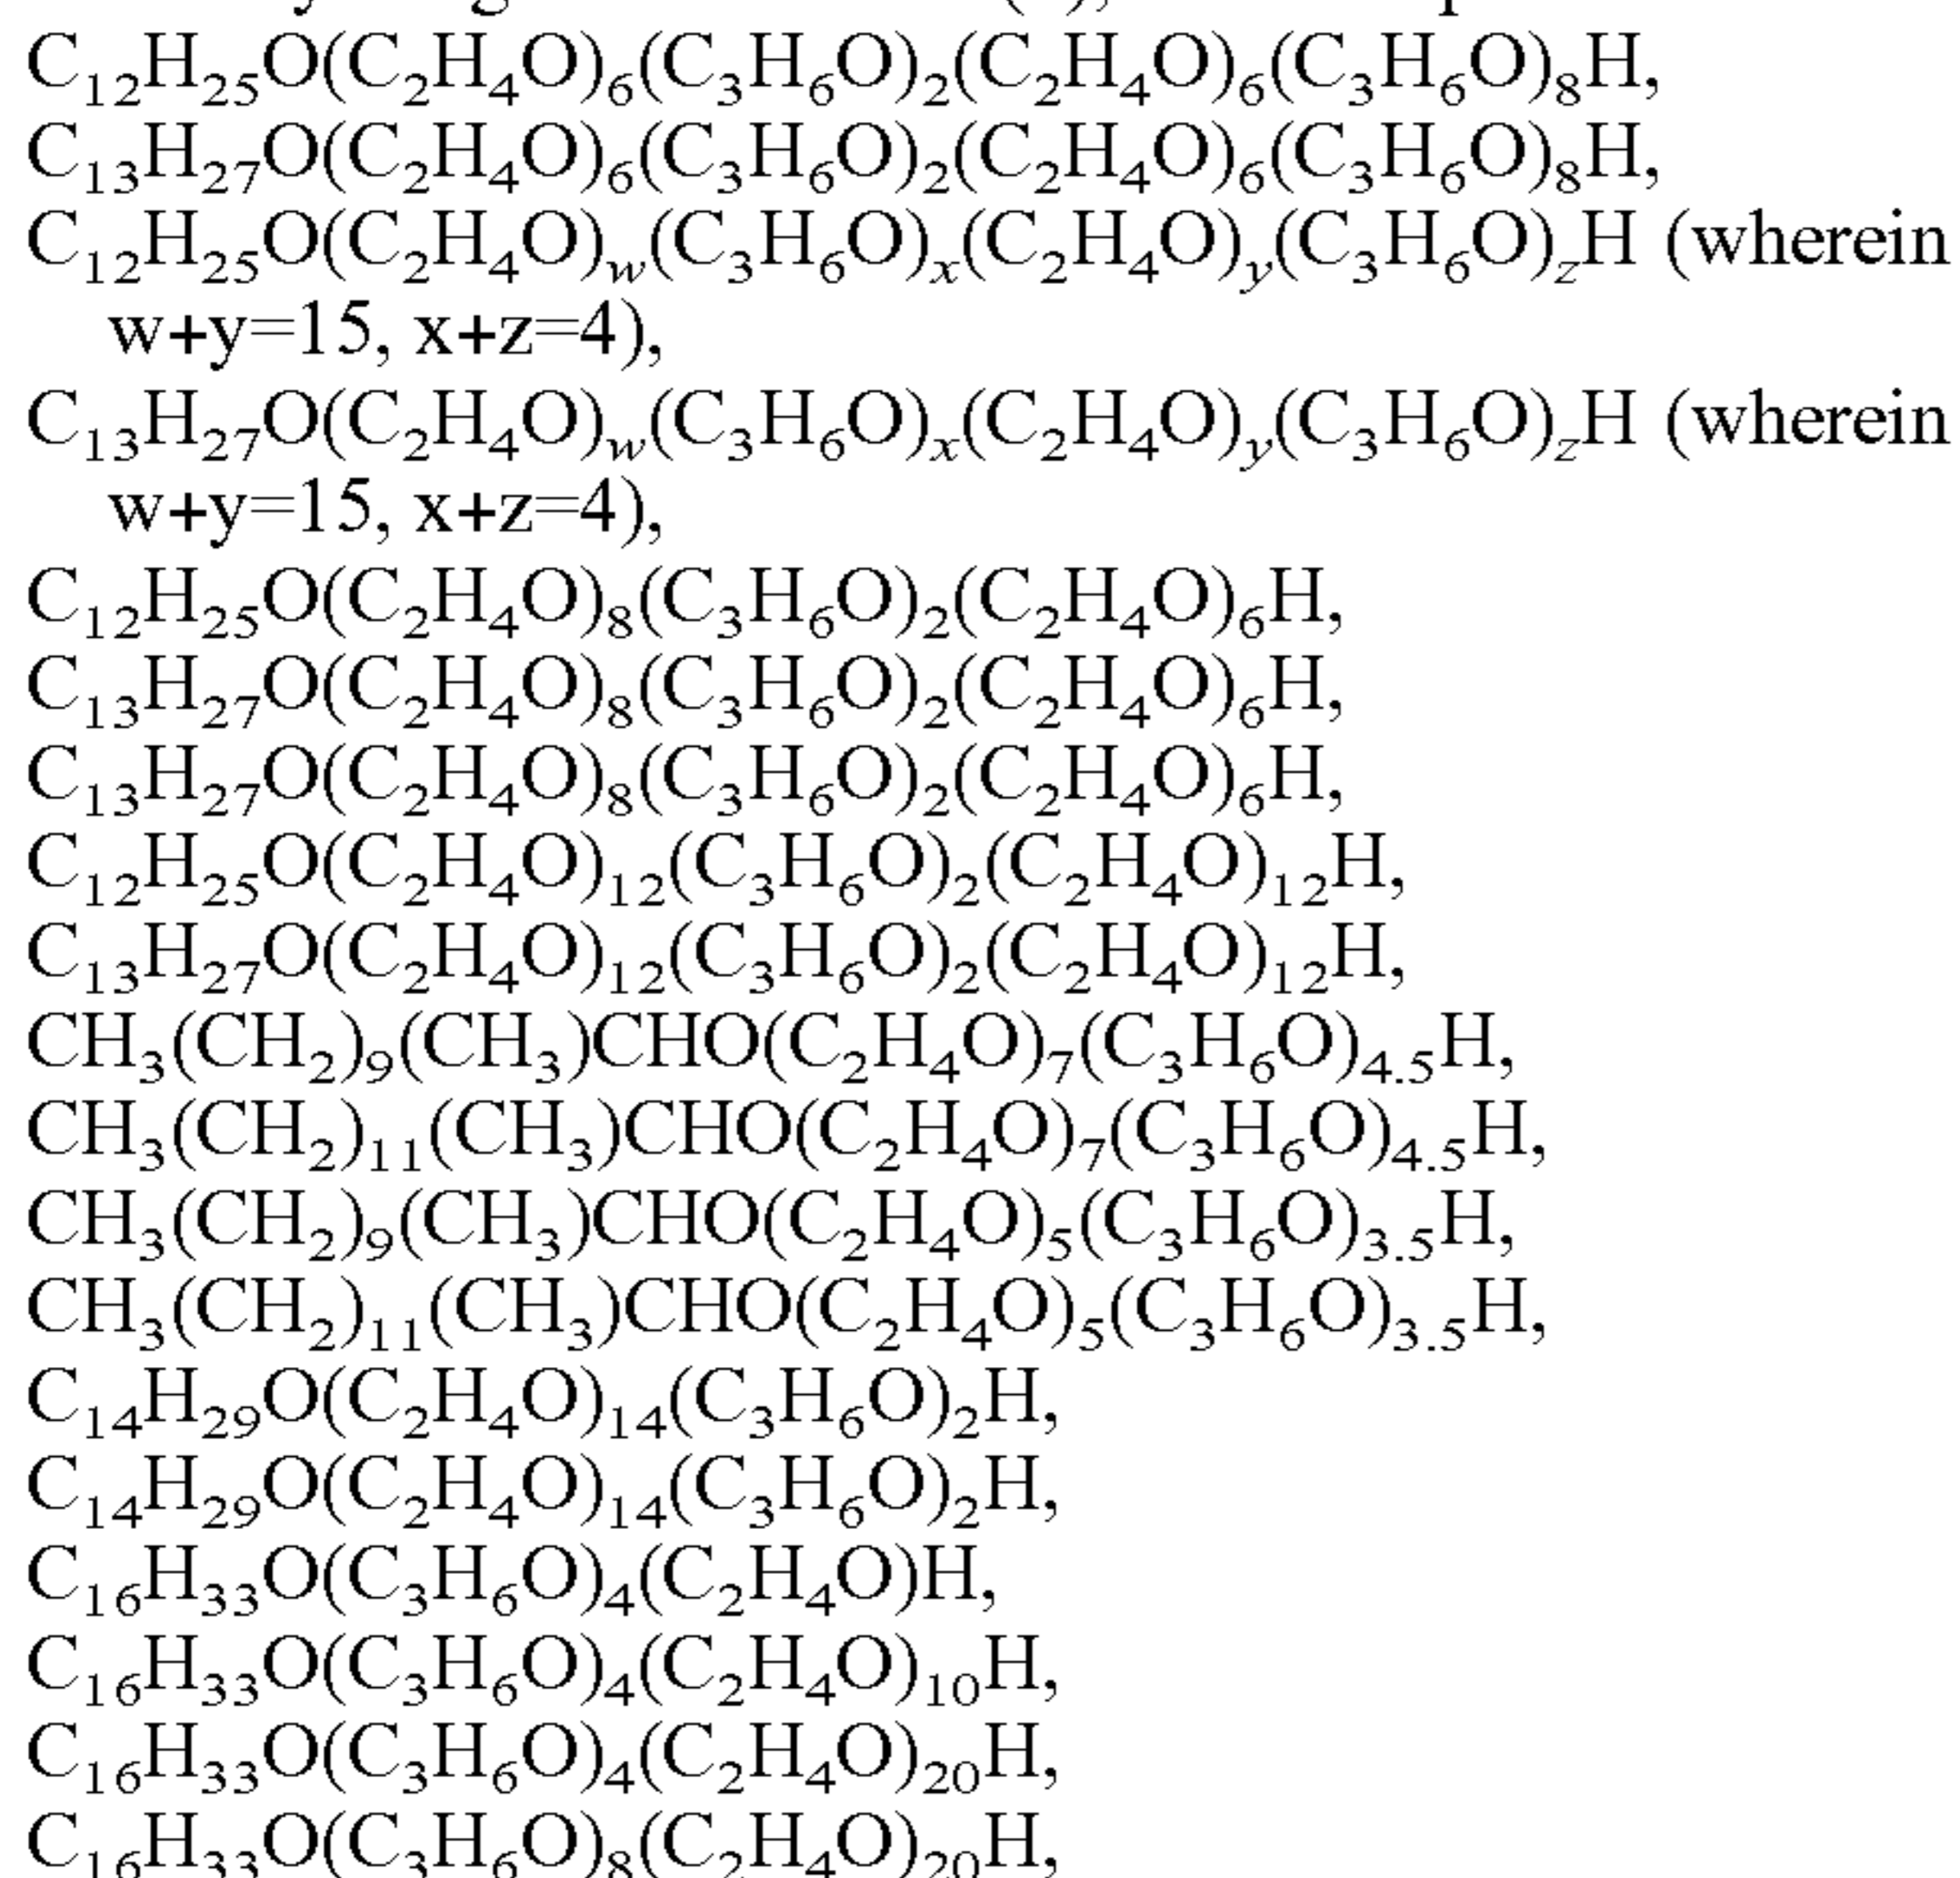 C₁₂H₂₅O(C₂H₄O)₆(C₃H₆O)₂(C₂H₄O)₆(C₃H₆O)₈H,
C₁₃H₂₇O(C₂H₄O)₆(C₃H₆O)₂(C₂H₄O)₆(C₃H₆O)₈H,
C₁₂H₂₅O(C₂H₄O)w(C₃H₆O)x(C₂H₄O)y(C₃H₆O)zH (wherein
w+y=15, x+z=4),
C₁₃H₂₇O(C₂H₄O)w(C₃H₆O)x(C₂H₄O)y(C₃H₆O)zH (wherein
w+y=15, x+z=4),
C₁₂H₂₅O(C₂H₄O)₈(C₃H₆O)₂(C₂H₄O)₆H,
C₁₃H₂₇O(C₂H₄O)₈(C₃H₆O)₂(C₂H₄O)₆H,
C₁₃H₂₇O(C₂H₄O)₈(C₃H₆O)₂(C₂H₄O)₆H,
C₁₂H₂₅O(C₂H₄O)₁₂(C₃H₆O)₂(C₂H₄O)₁₂H,
C₁₃H₂₇O(C₂H₄O)₁₂(C₃H₆O)₂(C₂H₄O)₁₂H,
CH₃(CH₂)₉(CH₃)CHO(C₂H₄O)₇(C₃H₆O)₄.₅H,
CH₃(CH₂)₁₁(CH₃)CHO(C₂H₄O)₇(C₃H₆O)₄.₅H,
CH₃(CH₂)₉(CH₃)CHO(C₂H₄O)₅(C₃H₆O)₃.₅H,
CH₃(CH₂)₁₁(CH₃)CHO(C₂H₄O)₅(C₃H₆O)₃.₅H,
C₁₄H₂₉O(C₂H₄O)₁₄(C₃H₆O)₂H,
C₁₄H₂₉O(C₂H₄O)₁₄(C₃H₆O)₂H,
C₁₆H₃₃O(C₃H₆O)₄(C₂H₄O)H,
C₁₆H₃₃O(C₃H₆O)₄(C₂H₄O)₁₀H,
C₁₆H₃₃O(C₃H₆O)₄(C₂H₄O)₂₀H,
C₁₆H₃₃O(C₃H₆O)₈(C₂H₄O)₂₀H,